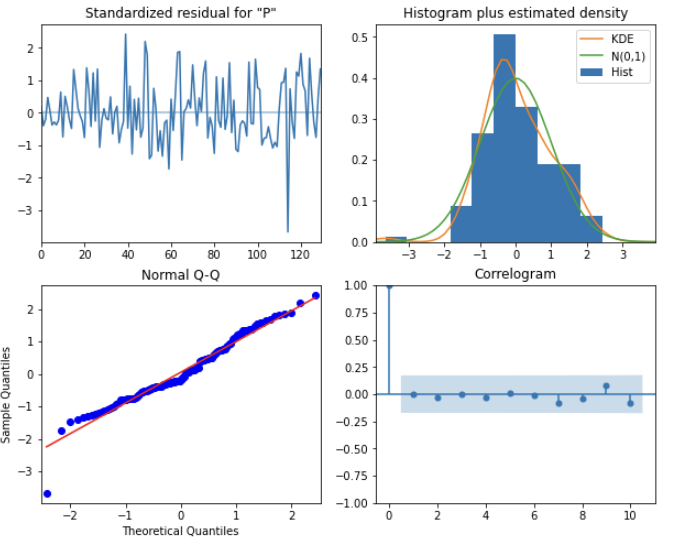 Standardized residual for "P"
2
1
0
−1
−2
−3
0 20 40 60 80 100 120
Histogram plus estimated density
KDE
N(0,1)
Hist
0.5
0.4
0.3
0.2
0.1
0.0
−3 −2 −1 0 1 2 3
Normal Q-Q
Sample Quantiles
2
1
0
−1
−2
−3
−2 −1 0 1 2
Theoretical Quantiles
Correlogram
1.00
0.75
0.50
0.25
0.00
−0.25
−0.50
−0.75
−1.00
0 2 4 6 8 10